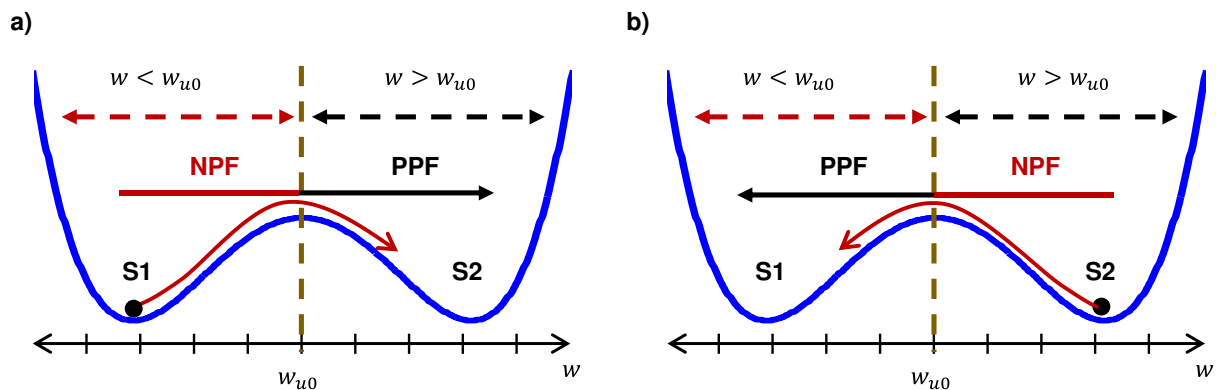 a)
w < w_{u0}
w > w_{u0}
NPF
PPF
S1
S2
w_{u0}
w
b)
w < w_{u0}
w > w_{u0}
PPF
NPF
S1
S2
w_{u0}
w